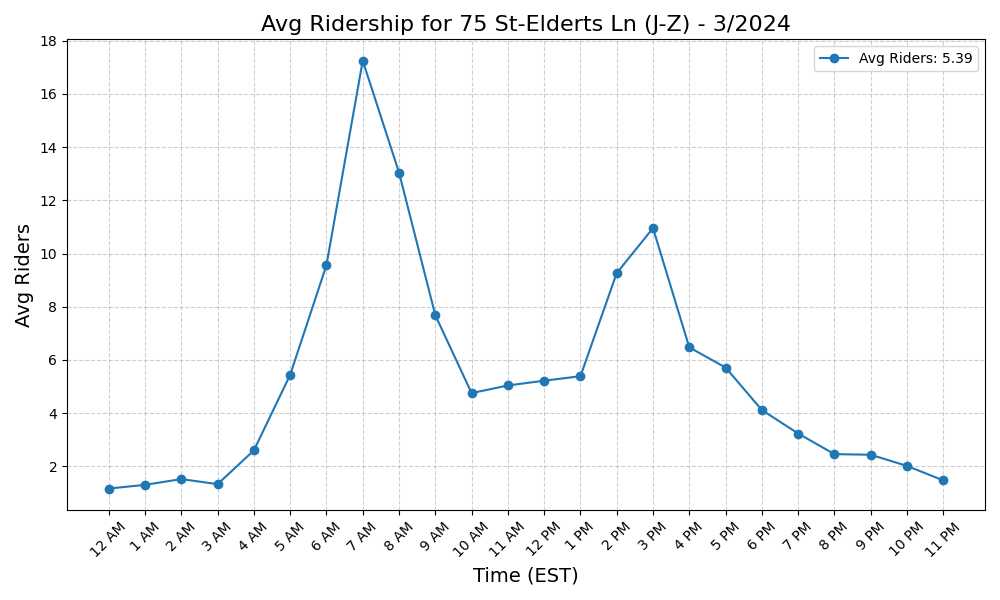 Avg Ridership for 75 St-Elderts Ln (J-Z) - 3/2024
Avg Riders: 5.39
Avg Riders
18
16
14
12
10
8
6
4
2
12 AM
1 AM
2 AM
3 AM
4 AM
5 AM
6 AM
7 AM
8 AM
9 AM
10 AM
11 AM
12 PM
1 PM
2 PM
3 PM
4 PM
5 PM
6 PM
7 PM
8 PM
9 PM
10 PM
11 PM
Time (EST)